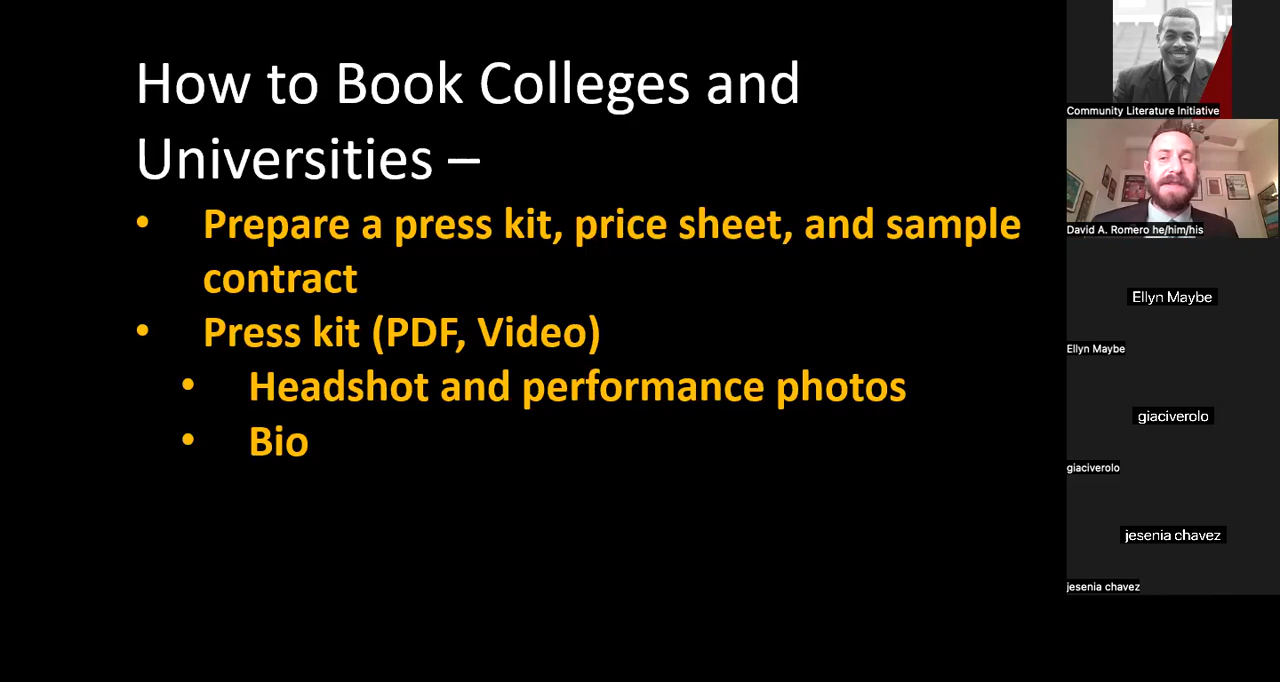 How to Book Colleges and
Universities –
• Prepare a press kit, price sheet, and sample
contract
• Press kit (PDF, Video)
• Headshot and performance photos
• Bio
Community Literature Initiative
David A. Romero he/him/his
Ellyn Maybe
Ellyn Maybe
giaciverolo
giaciverolo
jesenia chavez
jesenia chavez